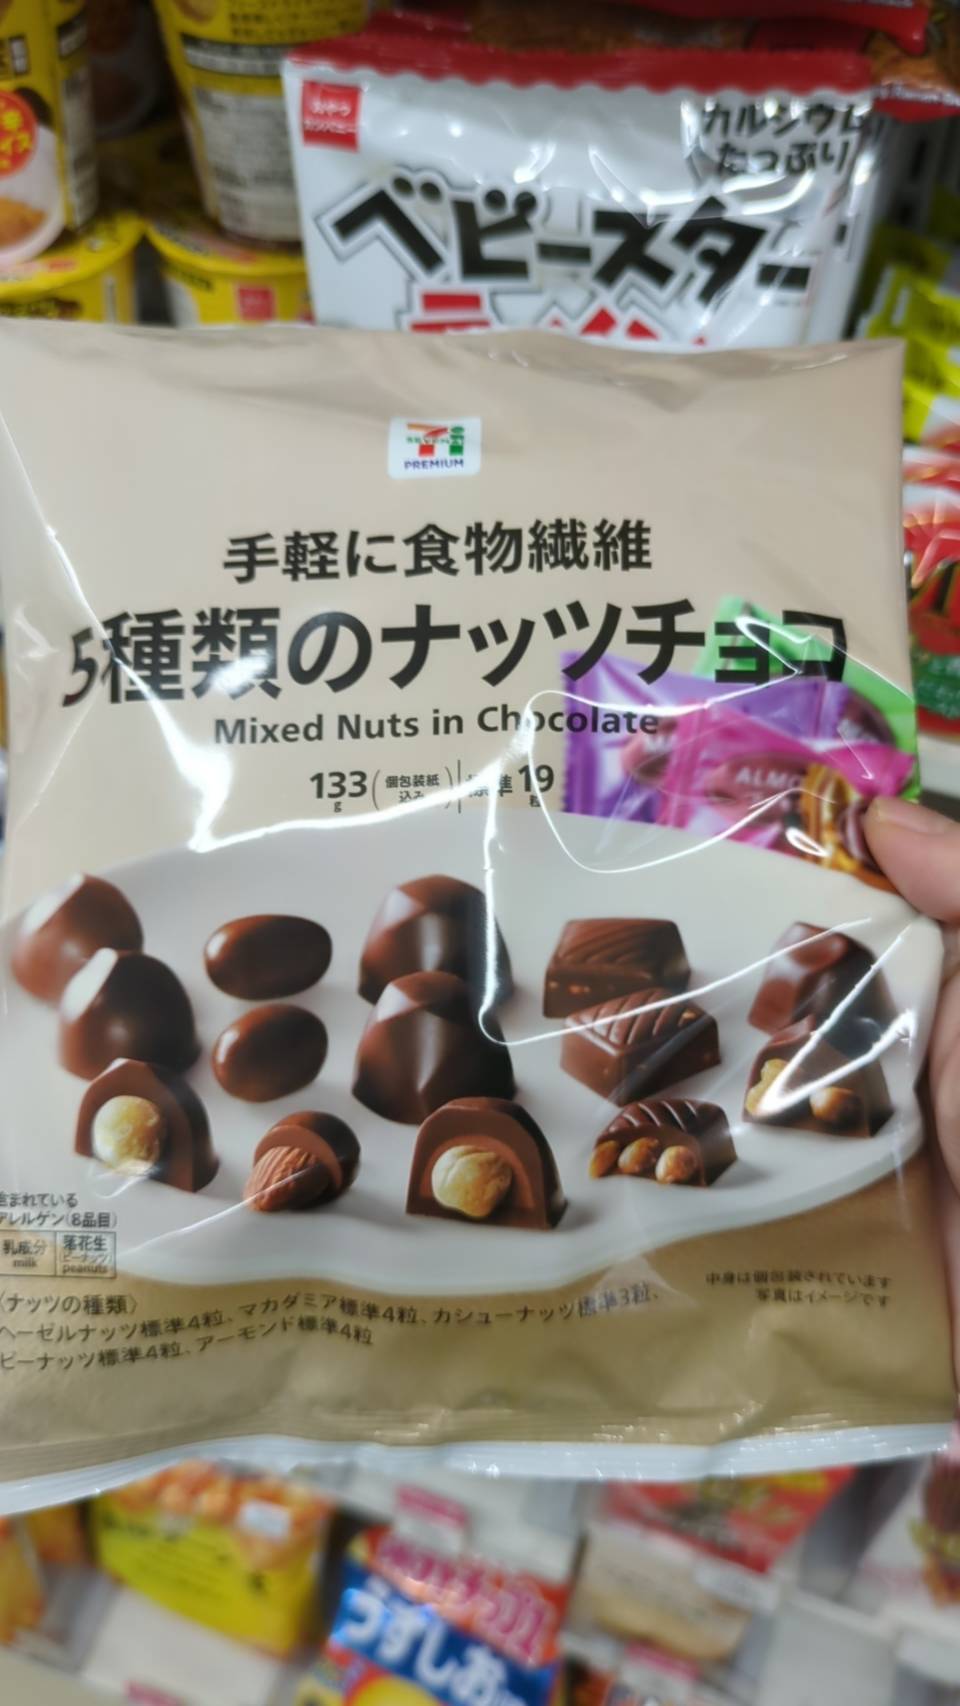 カルシウム
たっぷり
ベビースター
PREMIUM
手軽に食物繊維
5種類のナッツチョコ
Mixed Nuts in Chocolate
133g(個包装紙込み)|標準19粒
ALMO
含まれている
アレルゲン(8品目)
乳成分 落花生
(ピーナッツ)
milk peanuts
〈ナッツの種類〉
ヘーゼルナッツ標準4粒、マカダミア標準4粒、カシューナッツ標準3粒、
ピーナッツ標準4粒、アーモンド標準4粒
中身は個包装されています
写真はイメージです
うすしお